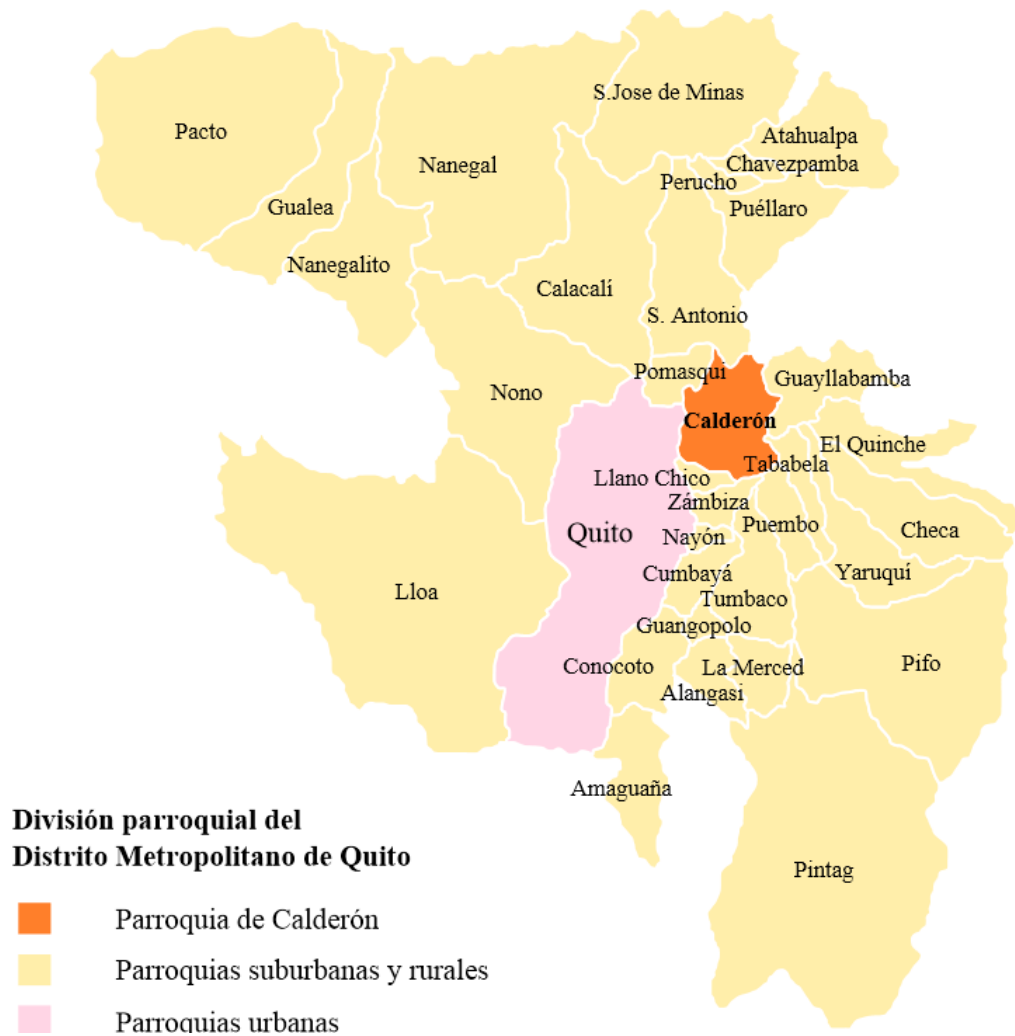 S.Jose de Minas
Pacto
Atahualpa
Nanegal
Chavezpamba
Perucho
Gualea
Puéllaro
Nanegalito
Calacalí
S. Antonio
Pomasqui
Guayllabamba
Nono
Calderón
El Quinche
Tababela
Llano Chico
Zámbiza
Puembo
Checa
Quito
Nayón
Cumbayá
Yaruquí
Lloa
Tumbaco
Guangopolo
Conocoto
La Merced
Pifo
Alangasi
Amaguaña
Pintag
División parroquial del
Distrito Metropolitano de Quito
Parroquia de Calderón
Parroquias suburbanas y rurales
Parroquias urbanas